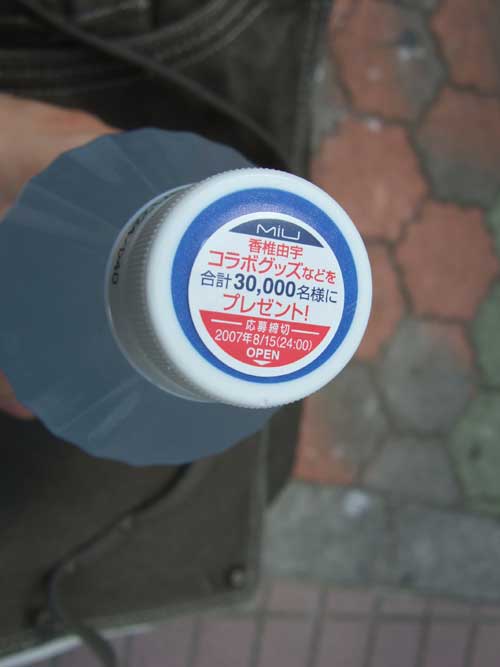 MiU
香椎由宇
コラボグッズなどを
合計30,000名様に
プレゼント!
応募締切
2007年8/15(24:00)
OPEN